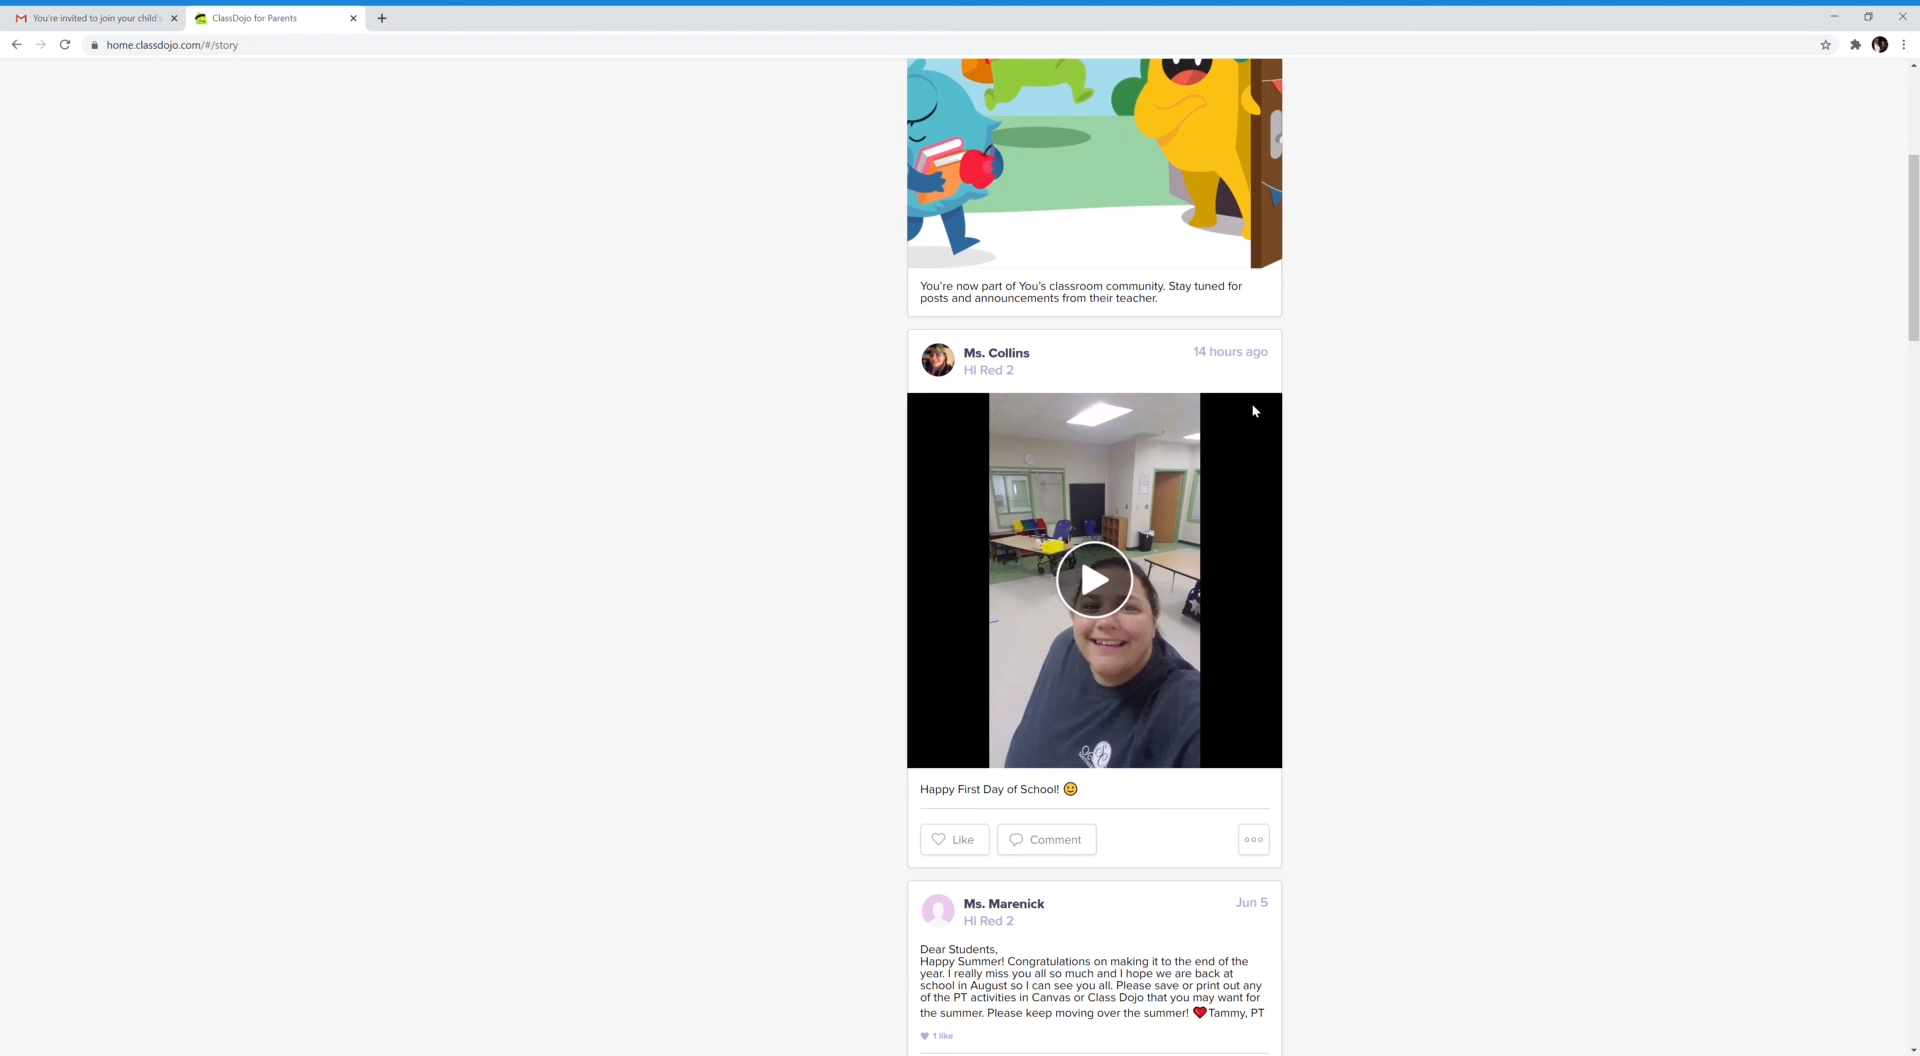 You're invited to join your child's
ClassDojo for Parents
home.classdojo.com/#/story
You're now part of You's classroom community. Stay tuned for
posts and announcements from their teacher.
Ms. Collins
14 hours ago
HI Red 2
Happy First Day of School! 🙂
Like
Comment
Ms. Marenick
Jun 5
HI Red 2
Dear Students,
Happy Summer! Congratulations on making it to the end of the
year. I really miss you all so much and I hope we are back at
school in August so I can see you all. Please save or print out any
of the PT activities in Canvas or Class Dojo that you may want for
the summer. Please keep moving over the summer! ❤️Tammy, PT
1 like